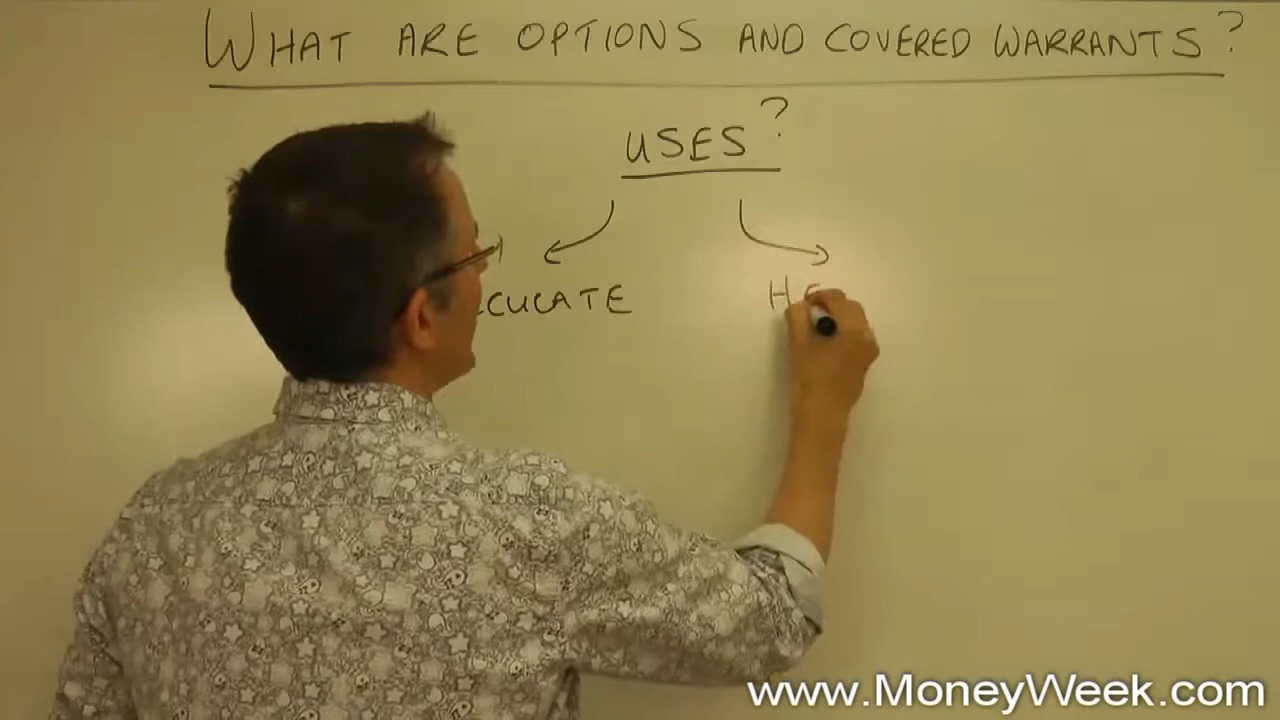 WHAT ARE OPTIONS AND COVERED WARRANTS?
USES?
CULATE HE
www.MoneyWeek.com